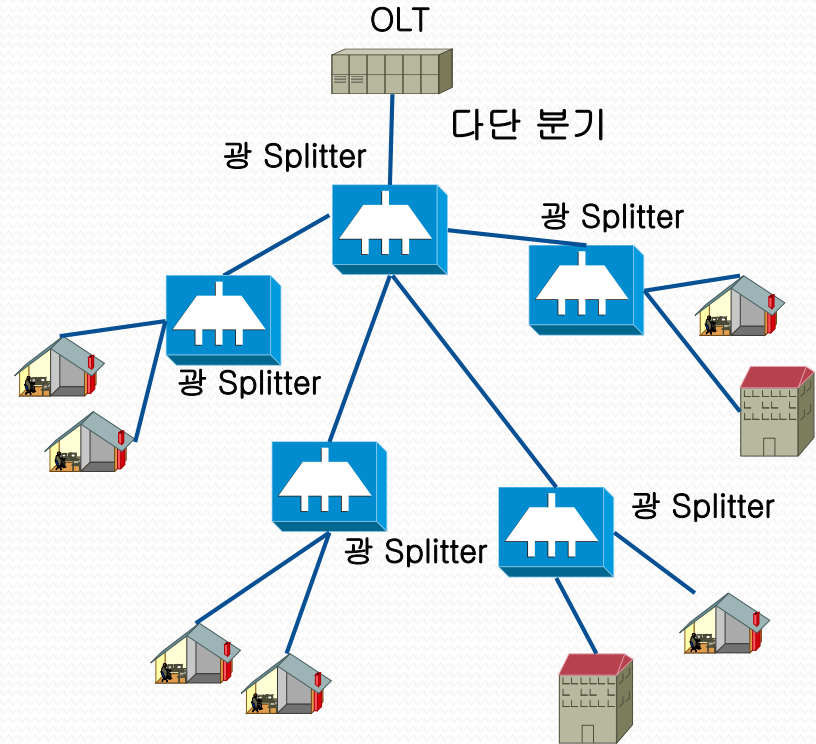 OLT
다단 분기
광 Splitter
광 Splitter
광 Splitter
광 Splitter
광 Splitter